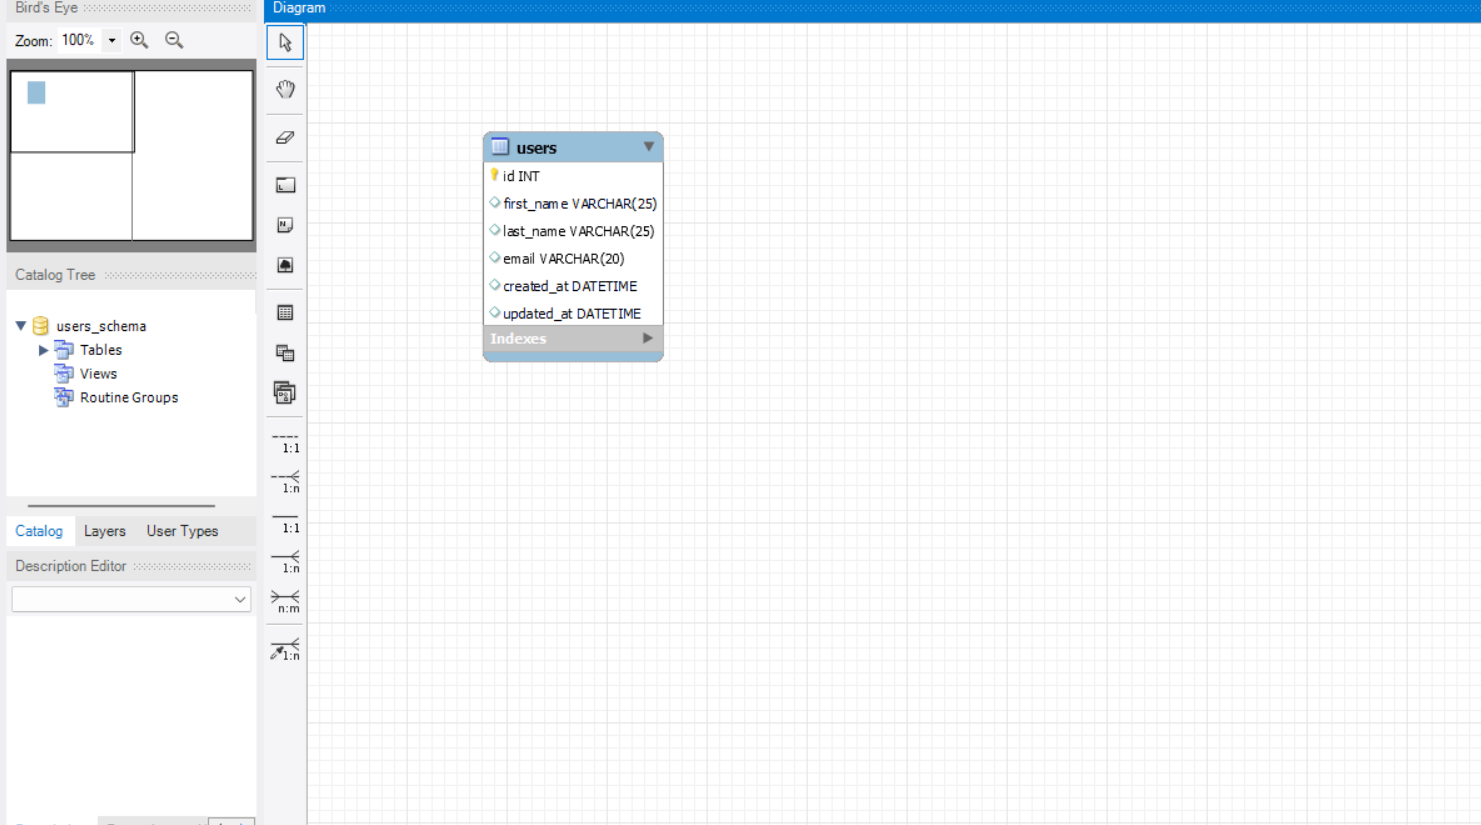 Bird's Eye
Zoom: 100%
Catalog Tree
users_schema
Tables
Views
Routine Groups
Catalog Layers User Types
Description Editor
Diagram
1:1
1:n
1:1
1:n
n:m
1:n
users
id INT
first_name VARCHAR(25)
last_name VARCHAR(25)
email VARCHAR(20)
created_at DATETIME
updated_at DATETIME
Indexes